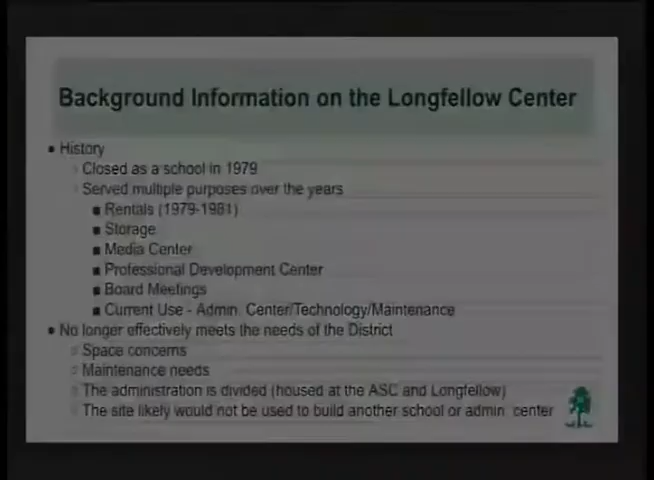 Background Information on the Longfellow Center
History
Closed as a school in 1979
Served multiple purposes over the years
Rentals (1979-1981)
Storage
Media Center
Professional Development Center
Board Meetings
Current Use - Admin. Center/Technology/Maintenance
No longer effectively meets the needs of the District
Space concerns
Maintenance needs
The administration is divided (housed at the ASC and Longfellow)
The site likely would not be used to build another school or admin. center